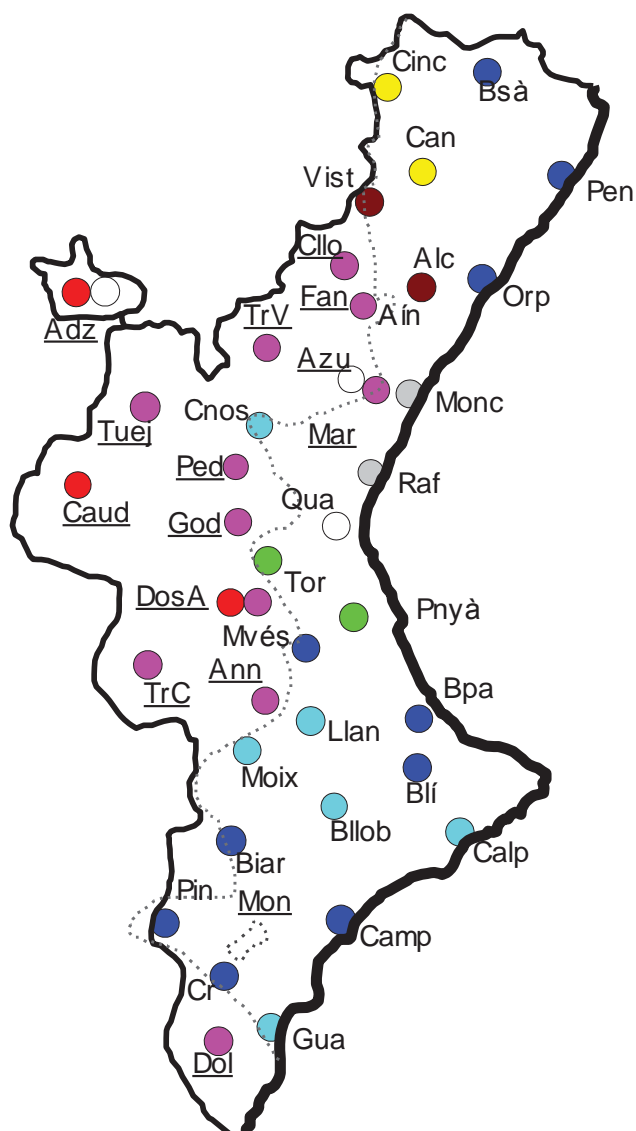 Cinc
Bsà
Can
Pen
Vist
Cllo
Alc
Fan
Aín
Orp
Adz
TrV
Azu
Monc
Cnos
Mar
Tuej
Ped
Raf
Caud
God
Qua
Tor
DosA
Pnyà
Mvés
Ann
TrC
Bpa
Llan
Moix
Blí
Bllob
Calp
Biar
Pin
Mon
Camp
Cr
Gua
Dol